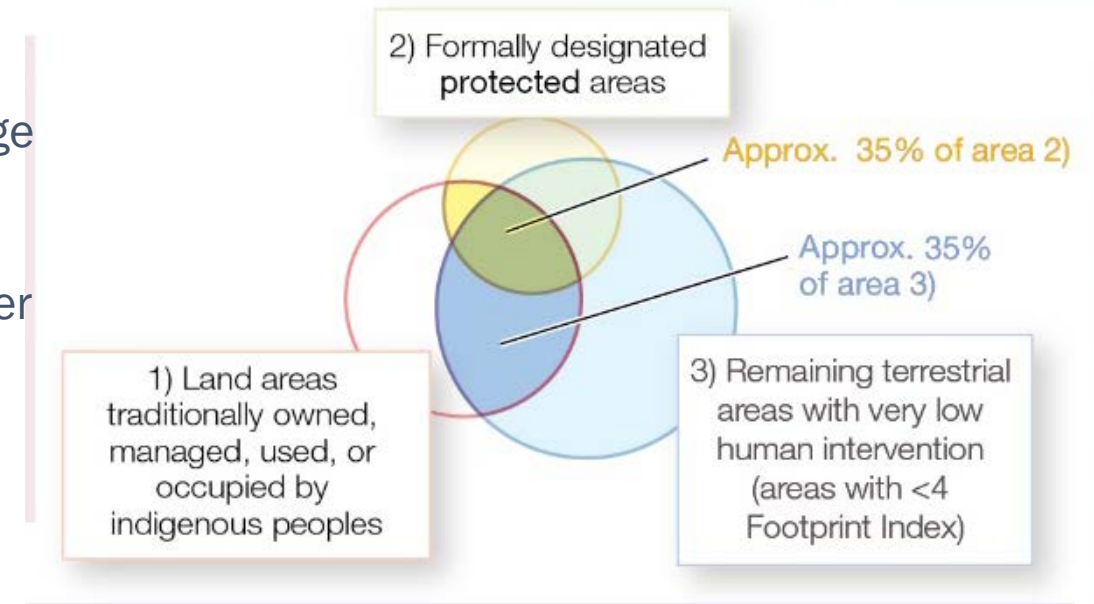 ge
er
2) Formally designated
protected areas
Approx. 35% of area 2)
Approx. 35%
of area 3)
1) Land areas
traditionally owned,
managed, used, or
occupied by
indigenous peoples
3) Remaining terrestrial
areas with very low
human intervention
(areas with <4
Footprint Index)